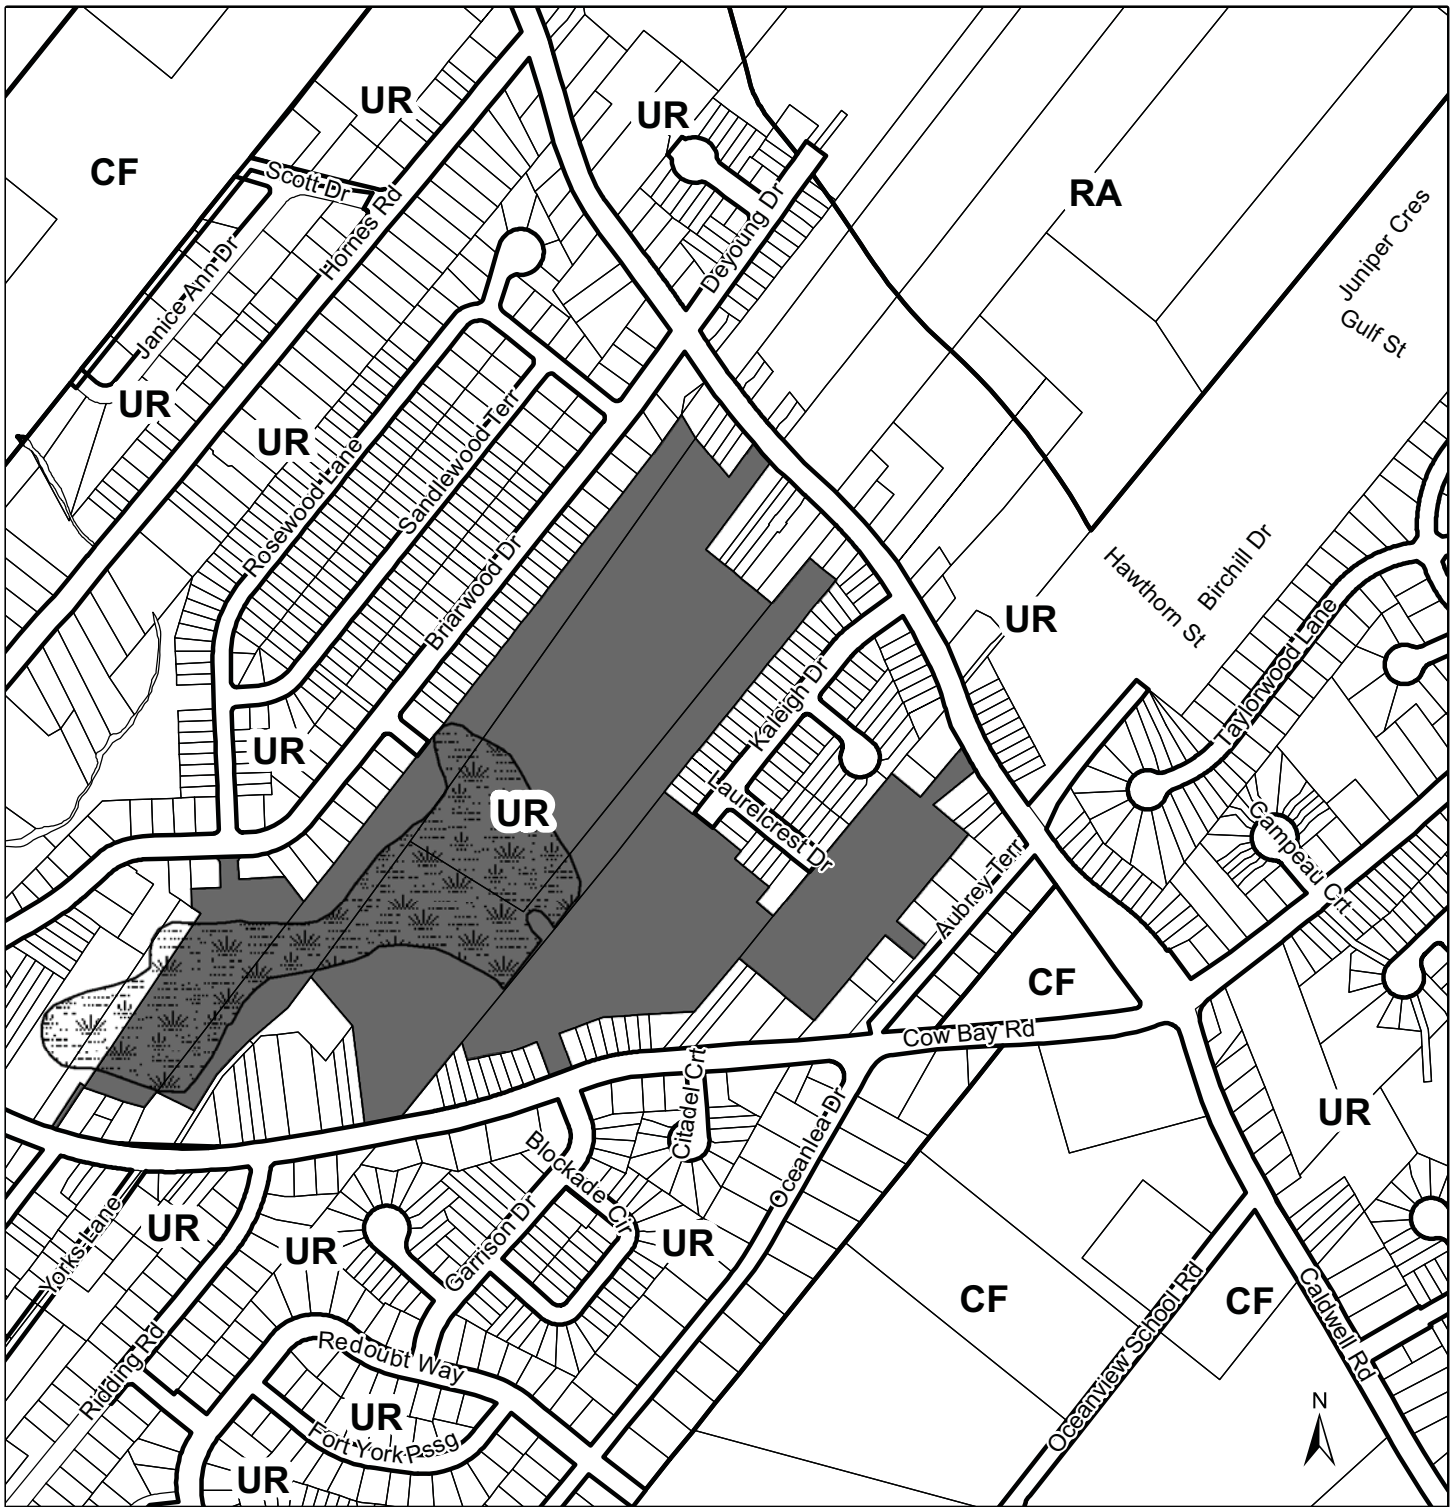 UR
UR
CF
Scott Dr
RA
Hornes Rd
Deyoung Dr
Juniper Cres
Janice Ann Dr
Gulf St
UR
UR
Rosewood Lane
Sandlewood Terr
Briarwood Dr
Hawthorn St
Birchill Dr
UR
Taylorwood Lane
Kaleigh Dr
UR
UR
Laurelcrest Dr
Campeau Crt
Aubrey Terr
CF
Cow Bay Rd
Citadel Crt
UR
Oceanlea Dr
Blockade Cir
Yorks Lane
UR
UR
Garrison Dr
UR
CF
CF
Oceanview School Rd
Caldwell Rd
Ridding Rd
Redoubt Way
UR
Fort York Pssg
UR
N